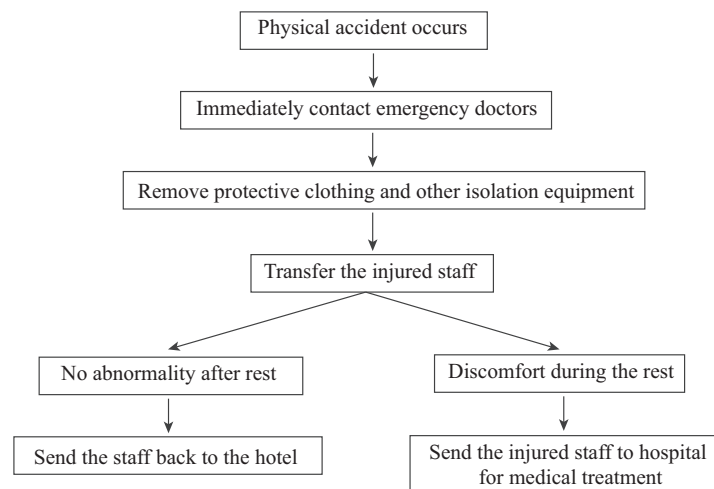 Physical accident occurs
Immediately contact emergency doctors
Remove protective clothing and other isolation equipment
Transfer the injured staff
No abnormality after rest
Discomfort during the rest
Send the staff back to the hotel
Send the injured staff to hospital
for medical treatment